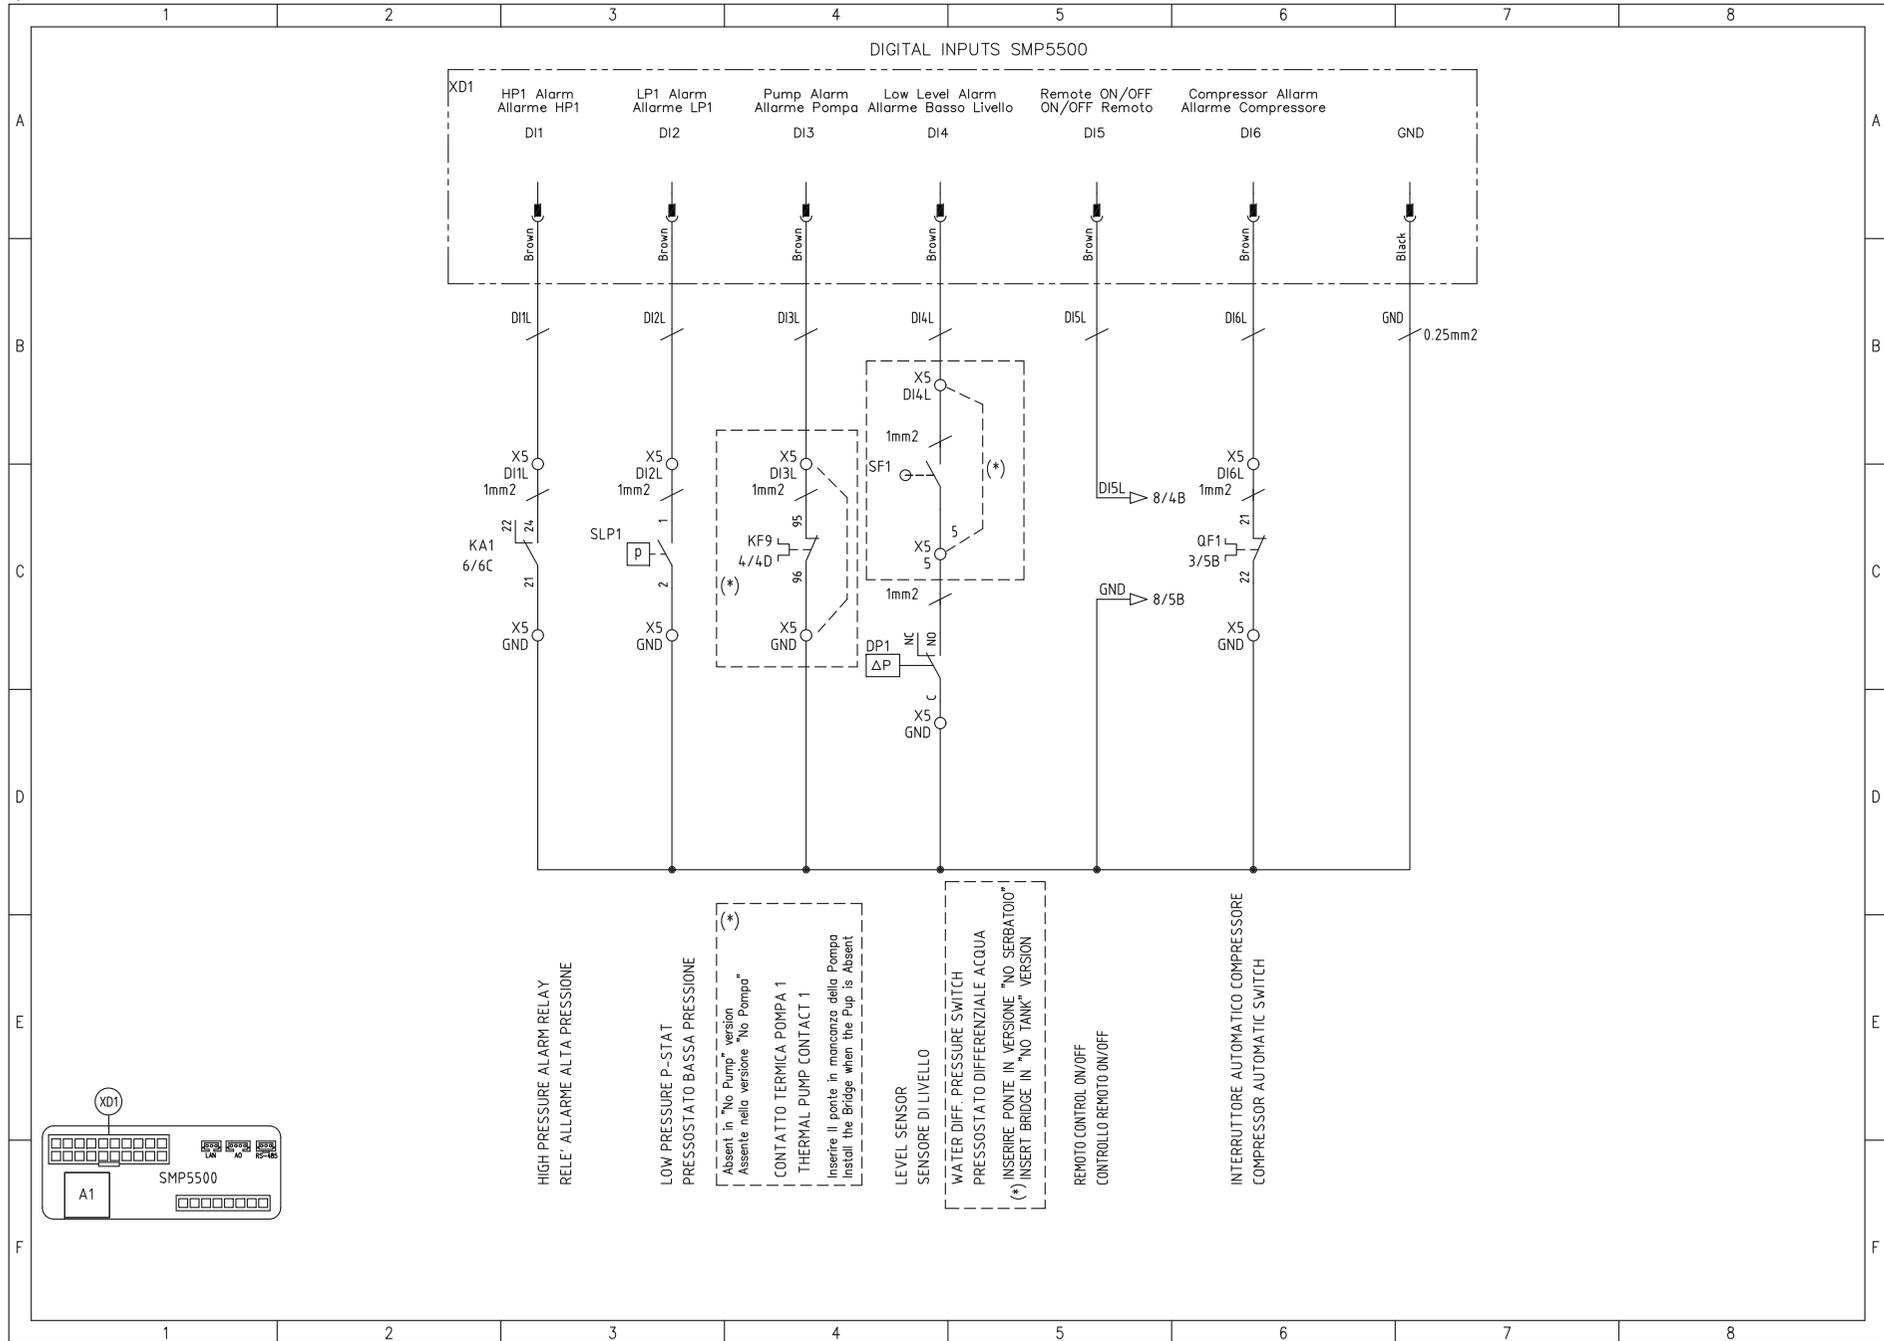 1 2 3 4 5 6 7 8
DIGITAL INPUTS SMP5500
XD1
HP1 Alarm
Allarme HP1
DI1
LP1 Alarm
Allarme LP1
DI2
Pump Alarm
Allarme Pompa
DI3
Low Level Alarm
Allarme Basso Livello
DI4
Remote ON/OFF
ON/OFF Remoto
DI5
Compressor Allarm
Allarme Compressore
DI6
GND
A A
Brown Brown Brown Brown Brown Brown Black
DI1L DI2L DI3L DI4L DI5L DI6L GND
0.25mm2
B B
X5
DI1L
1mm2
22 24
KA1
6/6C
21
X5
GND
X5
DI2L
1mm2
1
SLP1
P
2
X5
GND
X5
DI3L
1mm2
95
KF9
4/4D
96
(*)
X5
GND
X5
DI4L
1mm2
SF1
(*)
5
X5
5
1mm2
NC NO
DP1
ΔP
C
X5
GND
DI5L 8/4B
GND 8/5B
X5
DI6L
1mm2
21
QF1
3/5B
22
X5
GND
C C
D D
HIGH PRESSURE ALARM RELAY
RELE' ALLARME ALTA PRESSIONE
LOW PRESSURE P-STAT
PRESSOSTATO BASSA PRESSIONE
(*)
Absent in "No Pump" version
Assente nella versione "No Pompa"
CONTATTO TERMICA POMPA 1
THERMAL PUMP CONTACT 1
Inserire Il ponte in mancanza della Pompa
Install the Bridge when the Pup is Absent
LEVEL SENSOR
SENSORE DI LIVELLO
WATER DIFF. PRESSURE SWITCH
PRESSOSTATO DIFFERENZIALE ACQUA
(*) INSERIRE PONTE IN VERSIONE "NO SERBATOIO"
INSERT BRIDGE IN "NO TANK" VERSION
REMOTO CONTROL ON/OFF
CONTROLLO REMOTO ON/OFF
INTERRUTTORE AUTOMATICO COMPRESSORE
COMPRESSOR AUTOMATIC SWITCH
E E
XD1
LAN AO RS-485
SMP5500
A1
F F
1 2 3 4 5 6 7 8